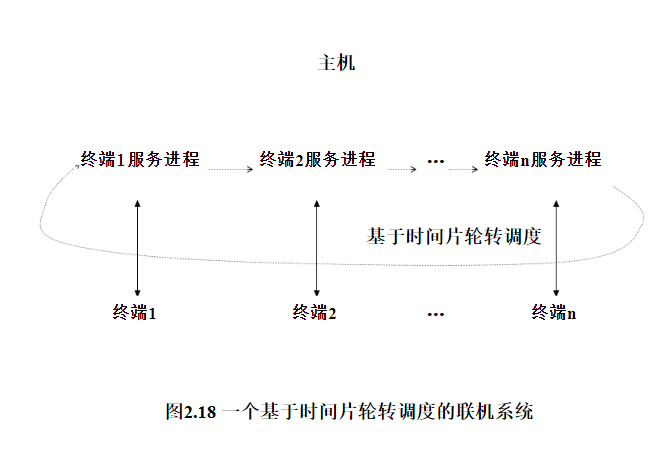 主机
终端1服务进程 终端2服务进程 ... 终端n服务进程
基于时间片轮转调度
终端1 终端2 ... 终端n
图2.18 一个基于时间片轮转调度的联机系统